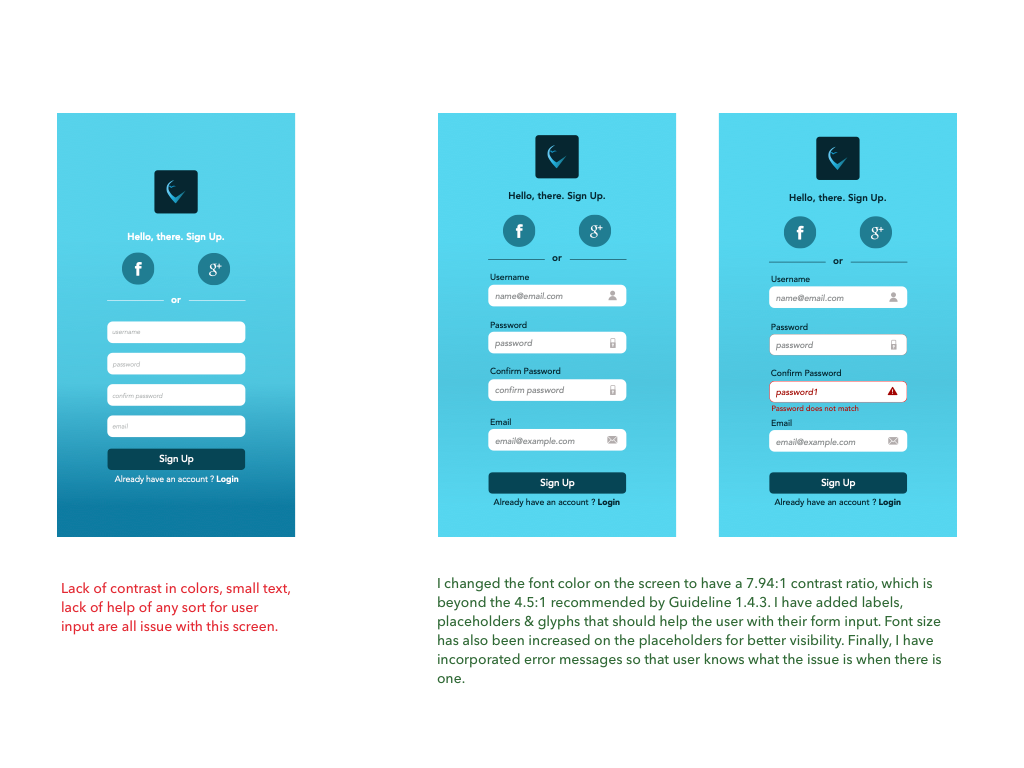 Hello, there. Sign Up.
f
g+
or
username
password
confirm password
email
Sign Up
Already have an account ? Login
Lack of contrast in colors, small text,
lack of help of any sort for user
input are all issue with this screen.
Hello, there. Sign Up.
f
g+
or
Username
name@email.com
Password
password
Confirm Password
confirm password
Email
email@example.com
Sign Up
Already have an account ? Login
Hello, there. Sign Up.
f
g+
or
Username
name@email.com
Password
password
Confirm Password
password1
Password does not match
Email
email@example.com
Sign Up
Already have an account ? Login
I changed the font color on the screen to have a 7.94:1 contrast ratio, which is
beyond the 4.5:1 recommended by Guideline 1.4.3. I have added labels,
placeholders & glyphs that should help the user with their form input. Font size
has also been increased on the placeholders for better visibility. Finally, I have
incorporated error messages so that user knows what the issue is when there is
one.